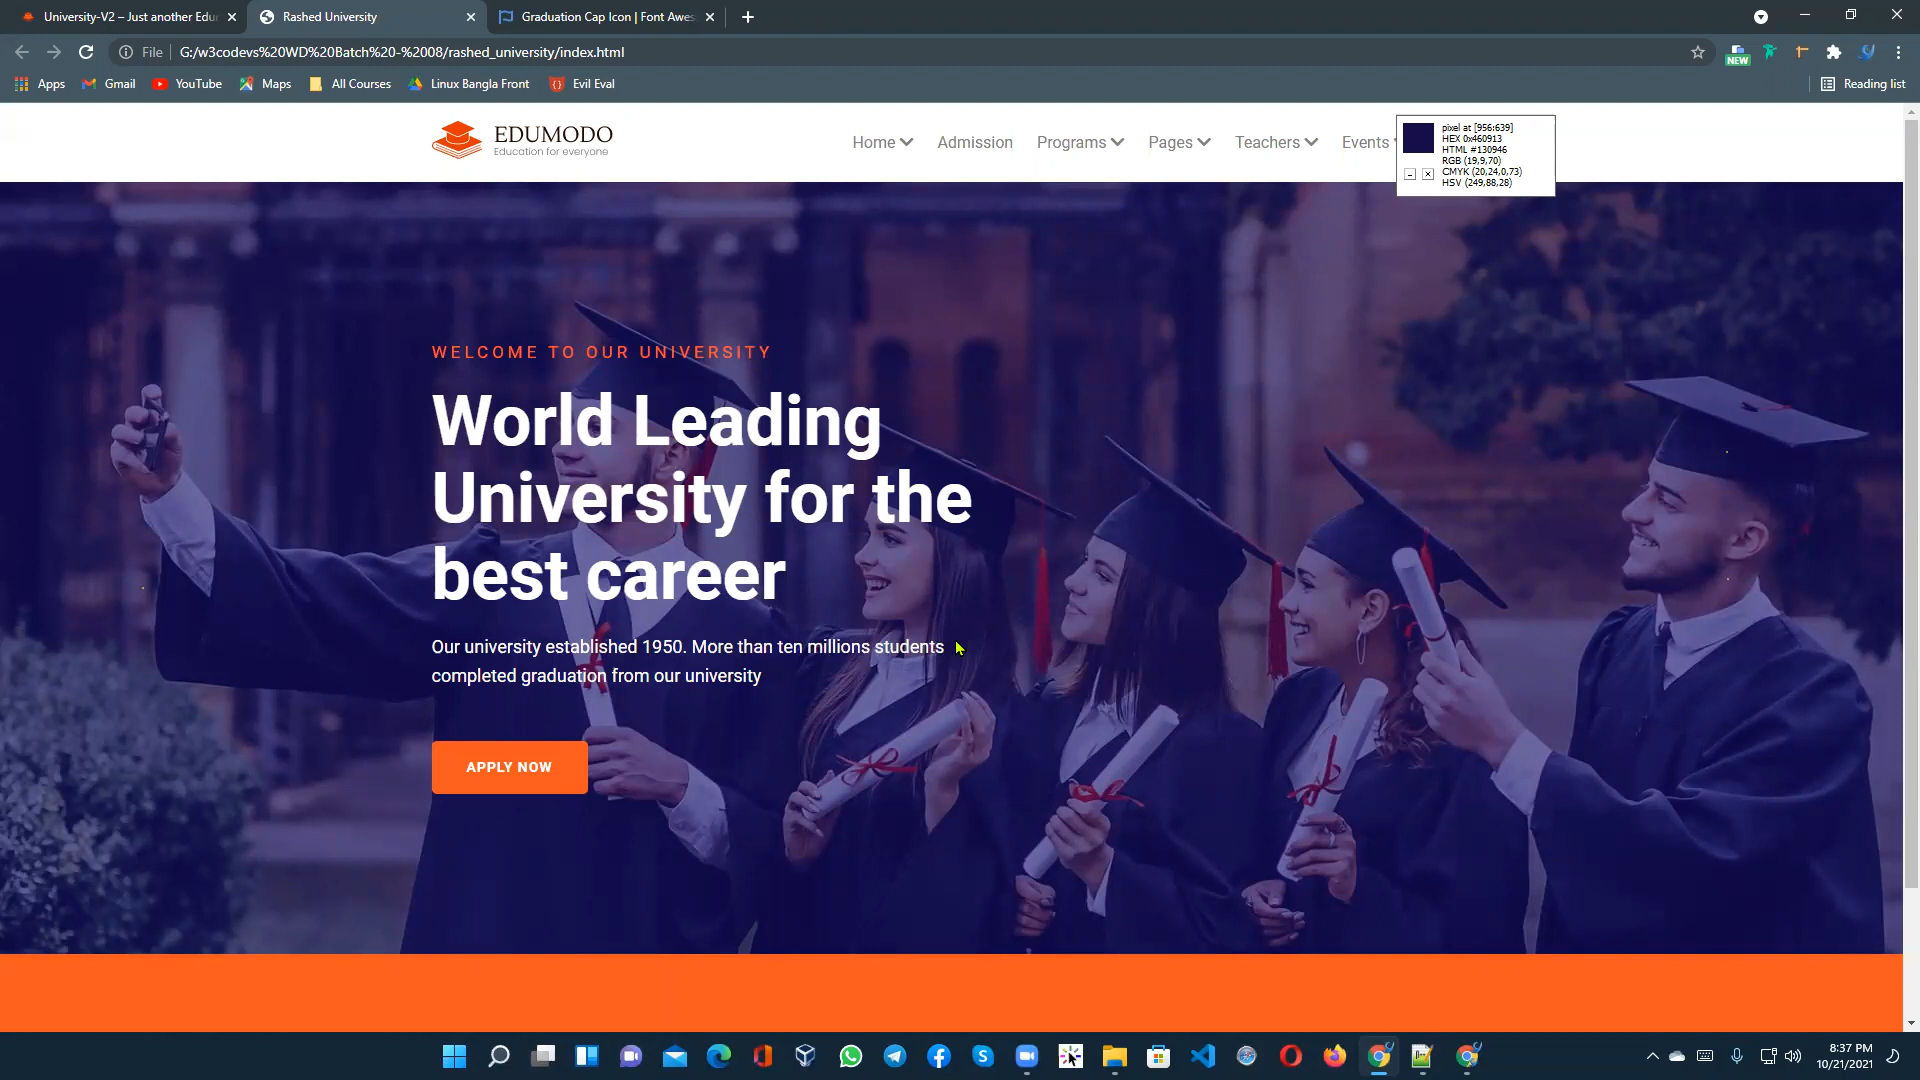 University-V2 – Just another Edu
Rashed University
Graduation Cap Icon | Font Awes
File
G:/w3codevs%20WD%20Batch%20-%2008/rashed_university/index.html
NEW
Apps
Gmail
YouTube
Maps
All Courses
Linux Bangla Front
Evil Eval
Reading list
EDUMODO
Education for everyone
Home
Admission
Programs
Pages
Teachers
Events
pixel at [956:639]
HEX 0x460913
HTML #130946
RGB (19,9,70)
CMYK (20,24,0,73)
HSV (249,88,28)
WELCOME TO OUR UNIVERSITY
World Leading
University for the
best career
Our university established 1950. More than ten millions students
completed graduation from our university
APPLY NOW
8:37 PM
10/21/2021